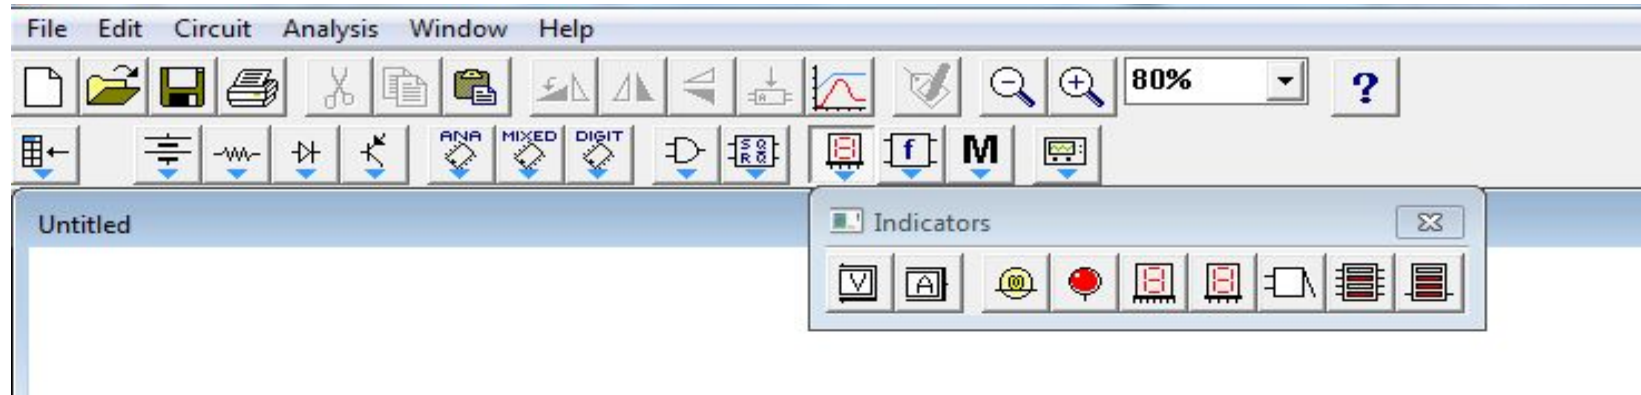 File Edit Circuit Analysis Window Help
80% ?
ANA MIXED DIGIT S Q R Q f M
Untitled
Indicators
V A